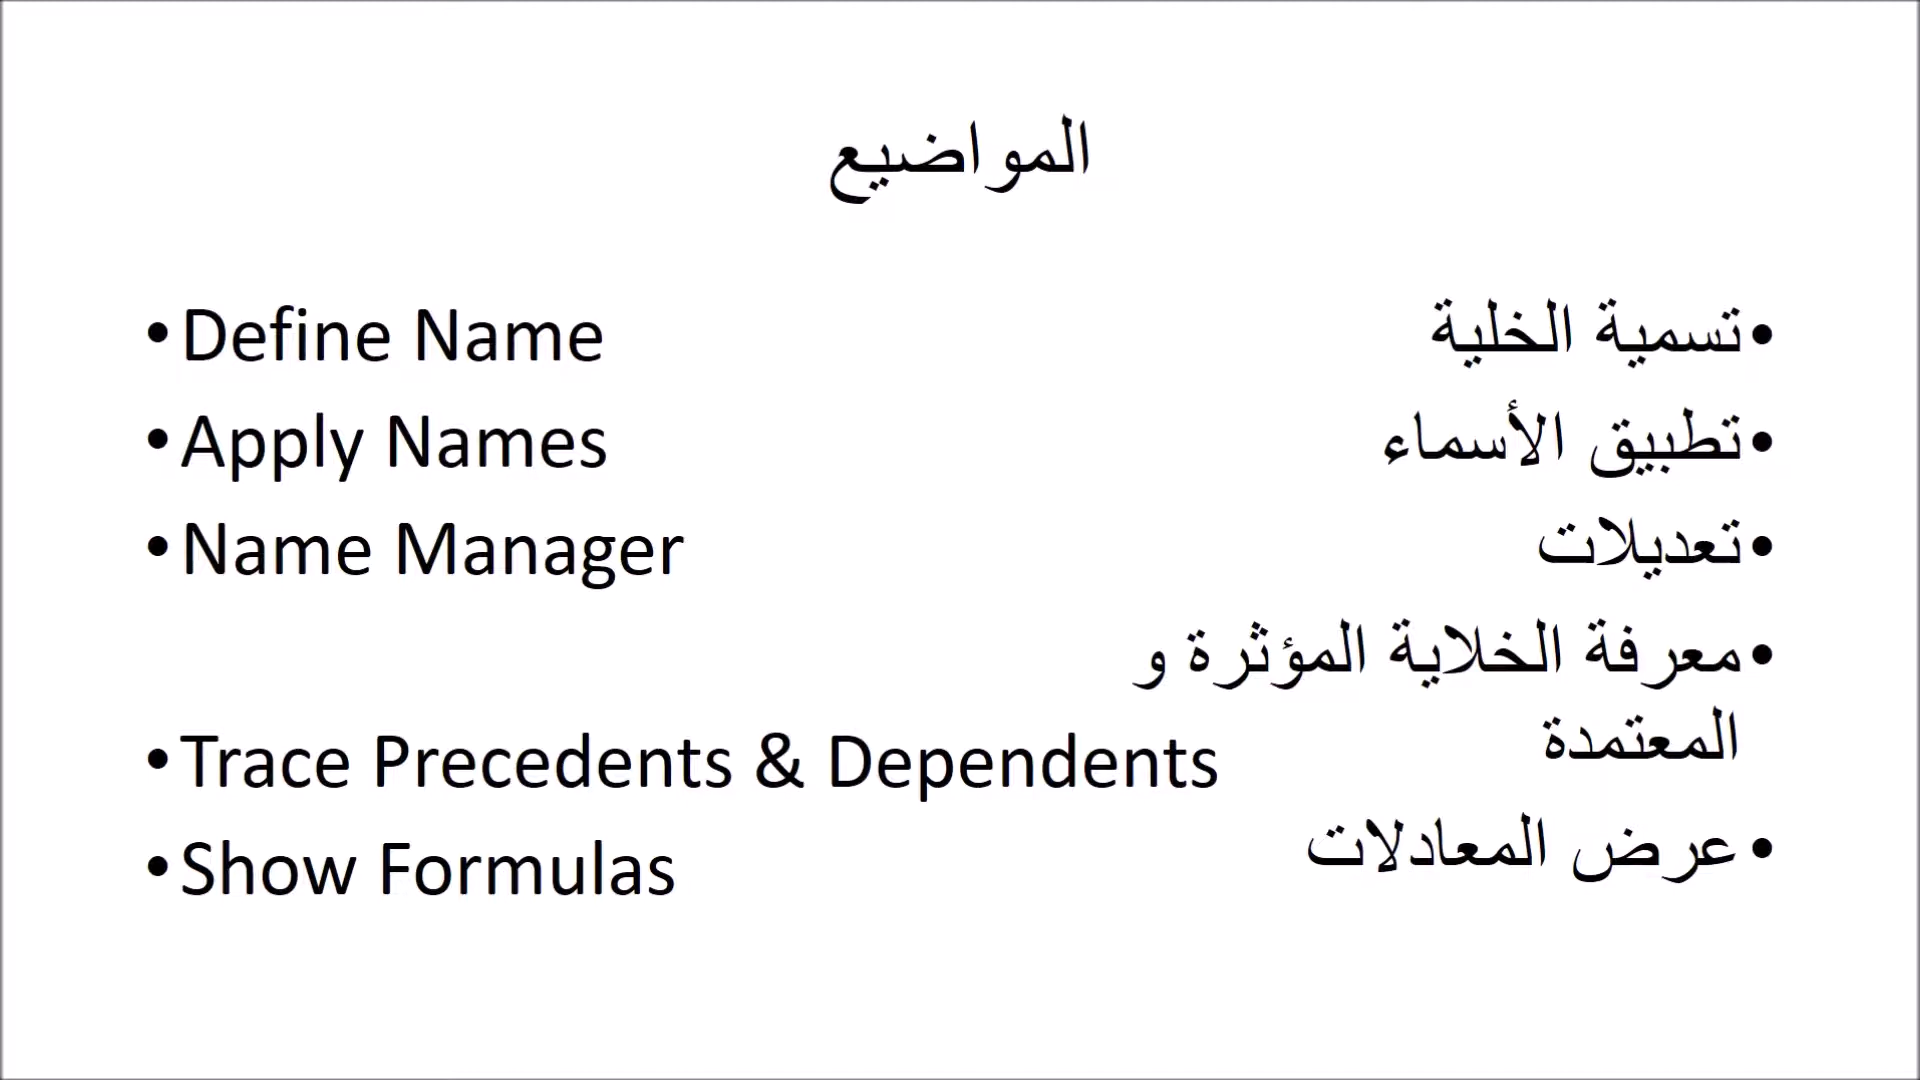 المواضيع
• Define Name
• Apply Names
• Name Manager
• Trace Precedents & Dependents
• Show Formulas
• تسمية الخلية
• تطبيق الأسماء
• تعديلات
• معرفة الخلاية المؤثرة و
المعتمدة
• عرض المعادلات